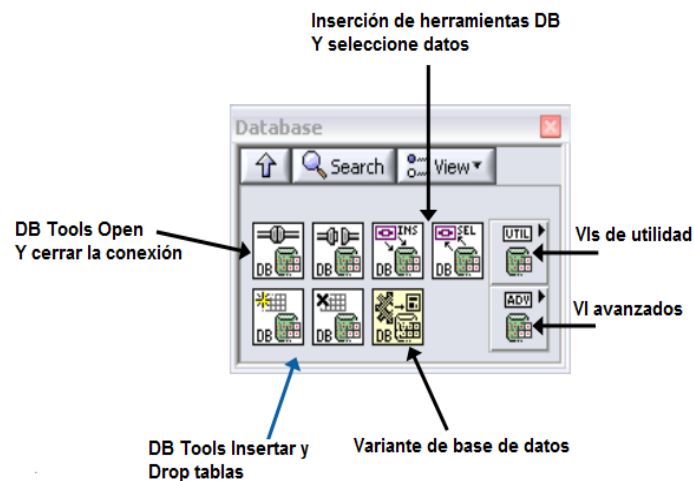 Inserción de herramientas DB
Y seleccione datos
Database
Search
View
DB Tools Open
Y cerrar la conexión
INS
SEL
UTIL
VIs de utilidad
DB
DB
DB
DB
ADV
VI avanzados
DB
DB
DB
DB Tools Insertar y
Drop tablas
Variante de base de datos